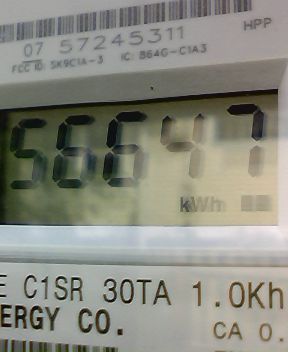 HPP
07 57245311
FCC ID: SK9C1A-3 IC: 864G-C1A3
56647
kWh
E C1SR 30TA 1.0Kh
ERGY CO. CA 0.